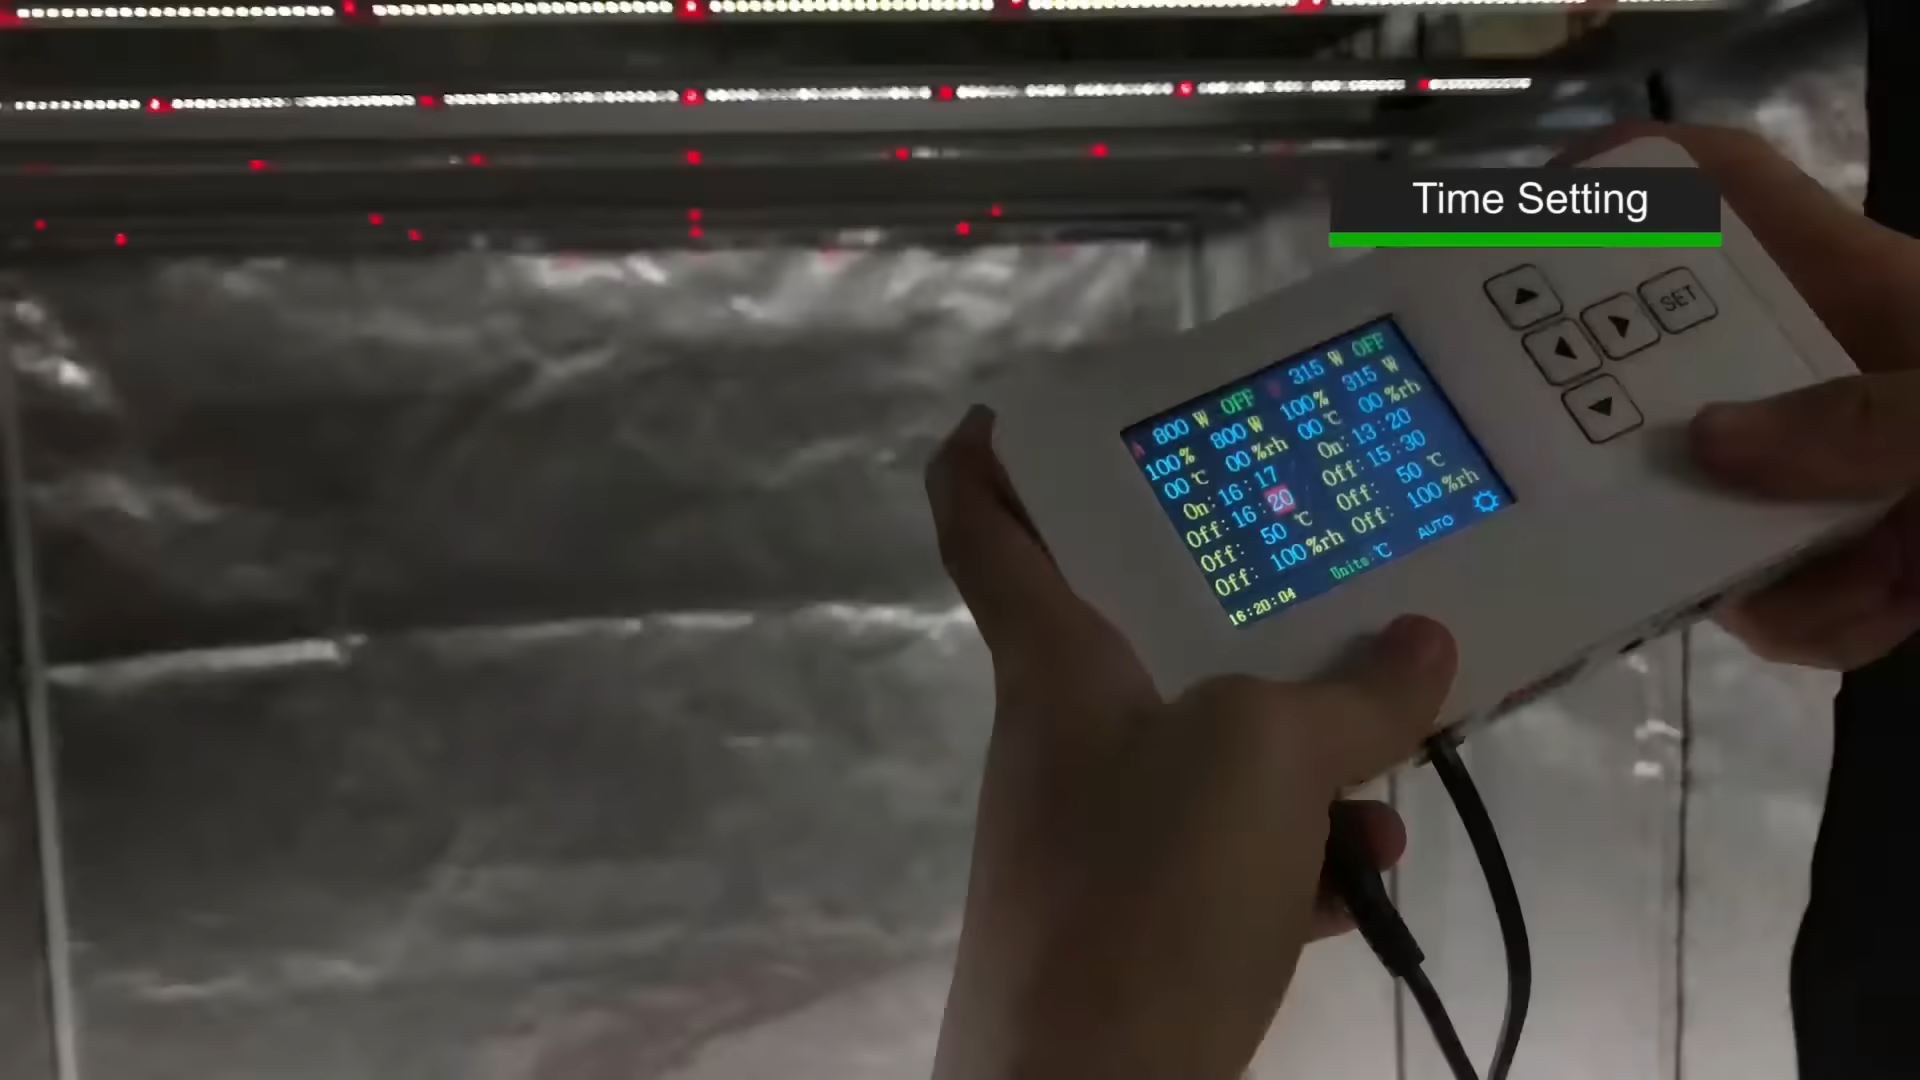 Time Setting
SET
A 800 W OFF 315 W OFF
100% 800 W 100% 315 W
00 ℃ 00 %rh 00 ℃ 00 %rh
On: 16:17 On: 13:20
Off: 16:20 Off: 15:30
Off: 50 ℃ Off: 50 ℃
Off: 100 %rh Off: 100 %rh
16:20:04 Units:℃ AUTO